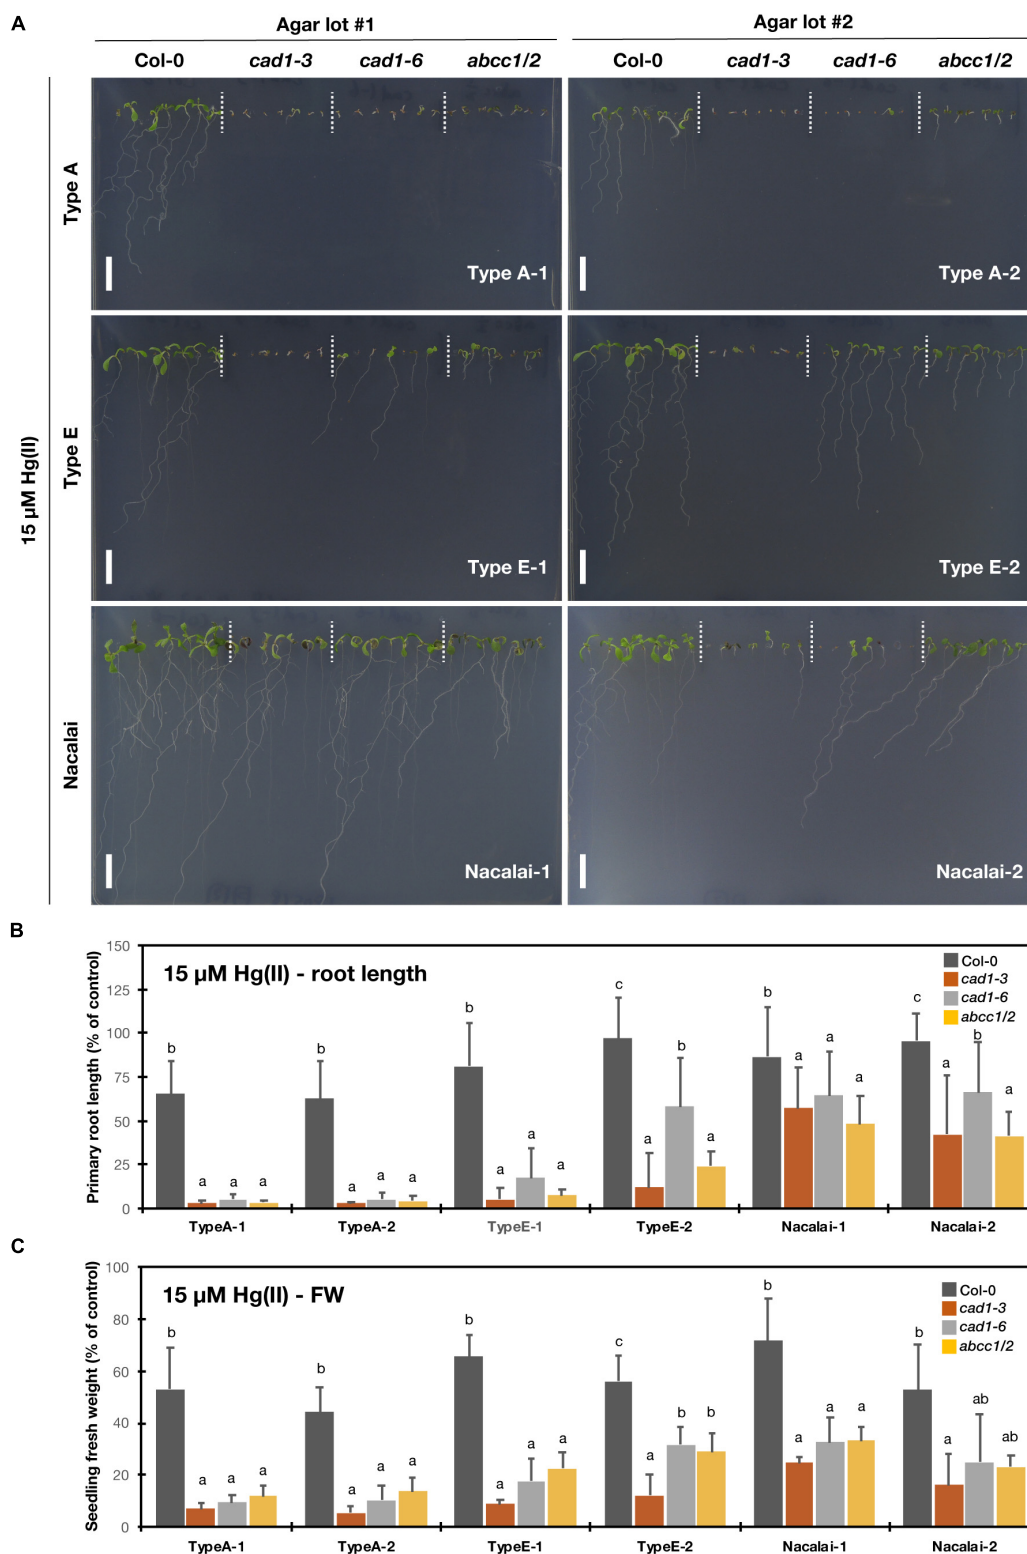 A
Agar lot #1
Agar lot #2
Col-0 cad1-3 cad1-6 abcc1/2
Col-0 cad1-3 cad1-6 abcc1/2
15 µM Hg(II)
Type A
Type A-1
Type A-2
Type E
Type E-1
Type E-2
Nacalai
Nacalai-1
Nacalai-2
B
15 µM Hg(II) - root length
Primary root length (% of control)
150
125
100
75
50
25
0
Col-0
cad1-3
cad1-6
abcc1/2
b a a a
b a a a
b a a a
c a b a
b a a a
c a b a
TypeA-1 TypeA-2 TypeE-1 TypeE-2 Nacalai-1 Nacalai-2
C
15 µM Hg(II) - FW
Seedling fresh weight (% of control)
100
80
60
40
20
0
Col-0
cad1-3
cad1-6
abcc1/2
b a a a
b a a a
b a a a
c a b b
b a a a
b a ab ab
TypeA-1 TypeA-2 TypeE-1 TypeE-2 Nacalai-1 Nacalai-2